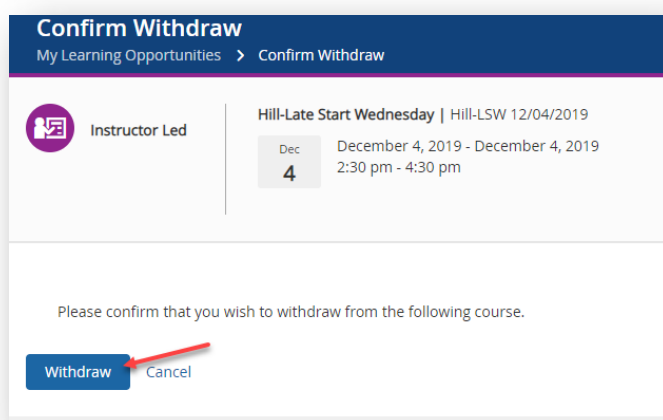 Confirm Withdraw
My Learning Opportunities > Confirm Withdraw
Instructor Led
Hill-Late Start Wednesday | Hill-LSW 12/04/2019
Dec
4
December 4, 2019 - December 4, 2019
2:30 pm - 4:30 pm
Please confirm that you wish to withdraw from the following course.
Withdraw Cancel